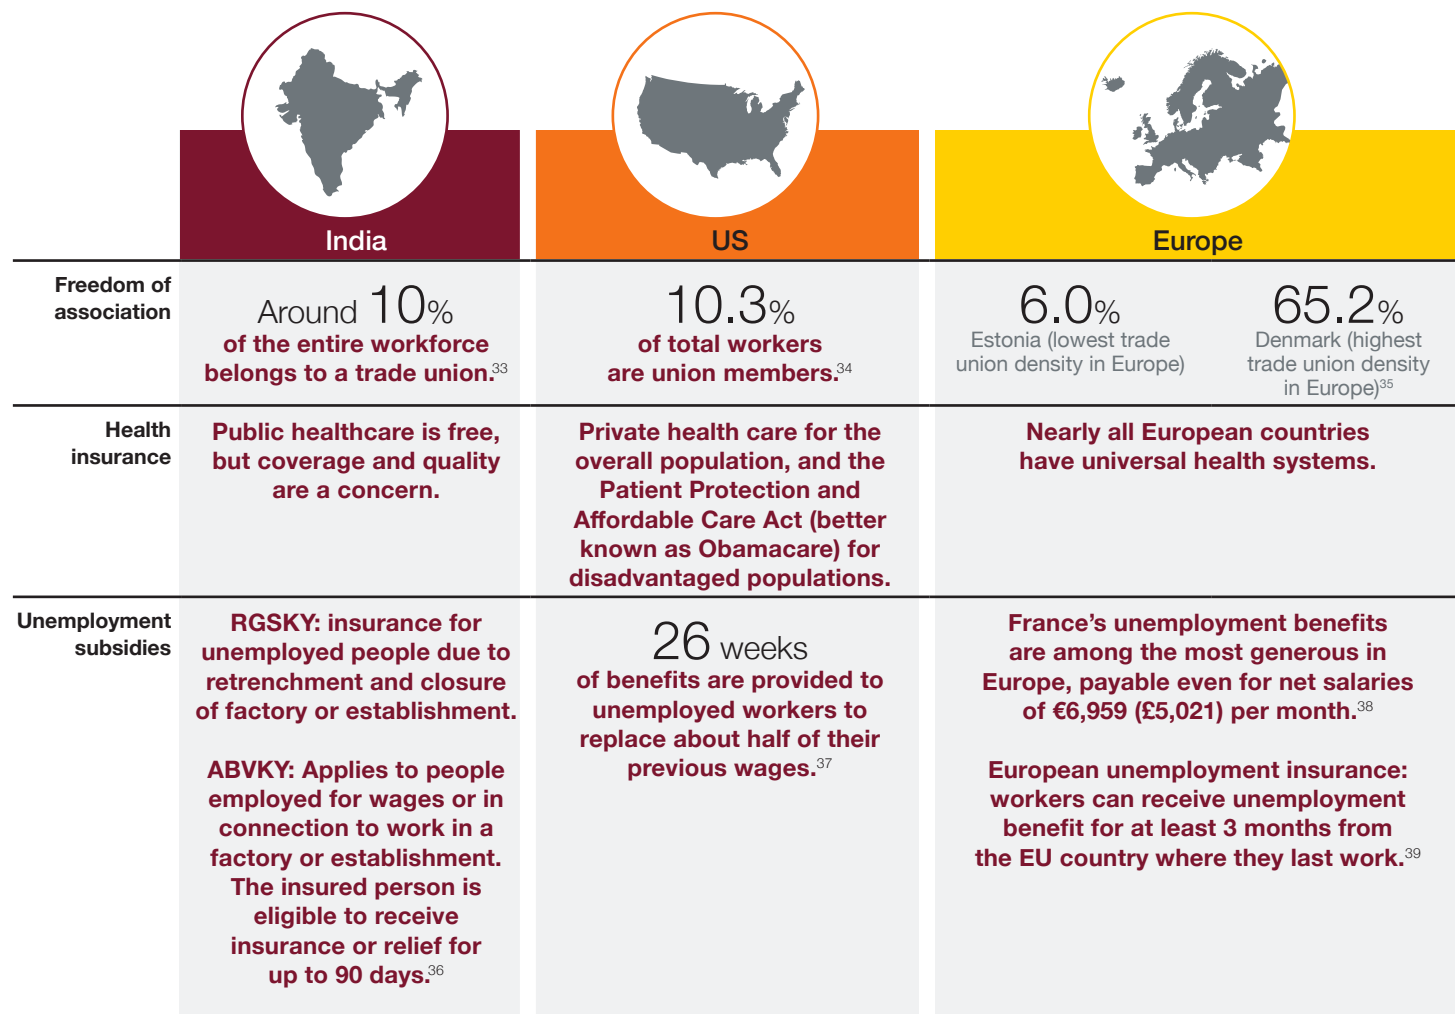 India
US
Europe
Freedom of
association
Around 10%
of the entire workforce
belongs to a trade union.33
10.3%
of total workers
are union members.34
6.0%
Estonia (lowest trade
union density in Europe)
65.2%
Denmark (highest
trade union density
in Europe)35
Health
insurance
Public healthcare is free,
but coverage and quality
are a concern.
Private health care for the
overall population, and the
Patient Protection and
Affordable Care Act (better
known as Obamacare) for
disadvantaged populations.
Nearly all European countries
have universal health systems.
Unemployment
subsidies
RGSKY: insurance for
unemployed people due to
retrenchment and closure
of factory or establishment.
ABVKY: Applies to people
employed for wages or in
connection to work in a
factory or establishment.
The insured person is
eligible to receive
insurance or relief for
up to 90 days.36
26 weeks
of benefits are provided to
unemployed workers to
replace about half of their
previous wages.37
France’s unemployment benefits
are among the most generous in
Europe, payable even for net salaries
of €6,959 (£5,021) per month.38
European unemployment insurance:
workers can receive unemployment
benefit for at least 3 months from
the EU country where they last work.39